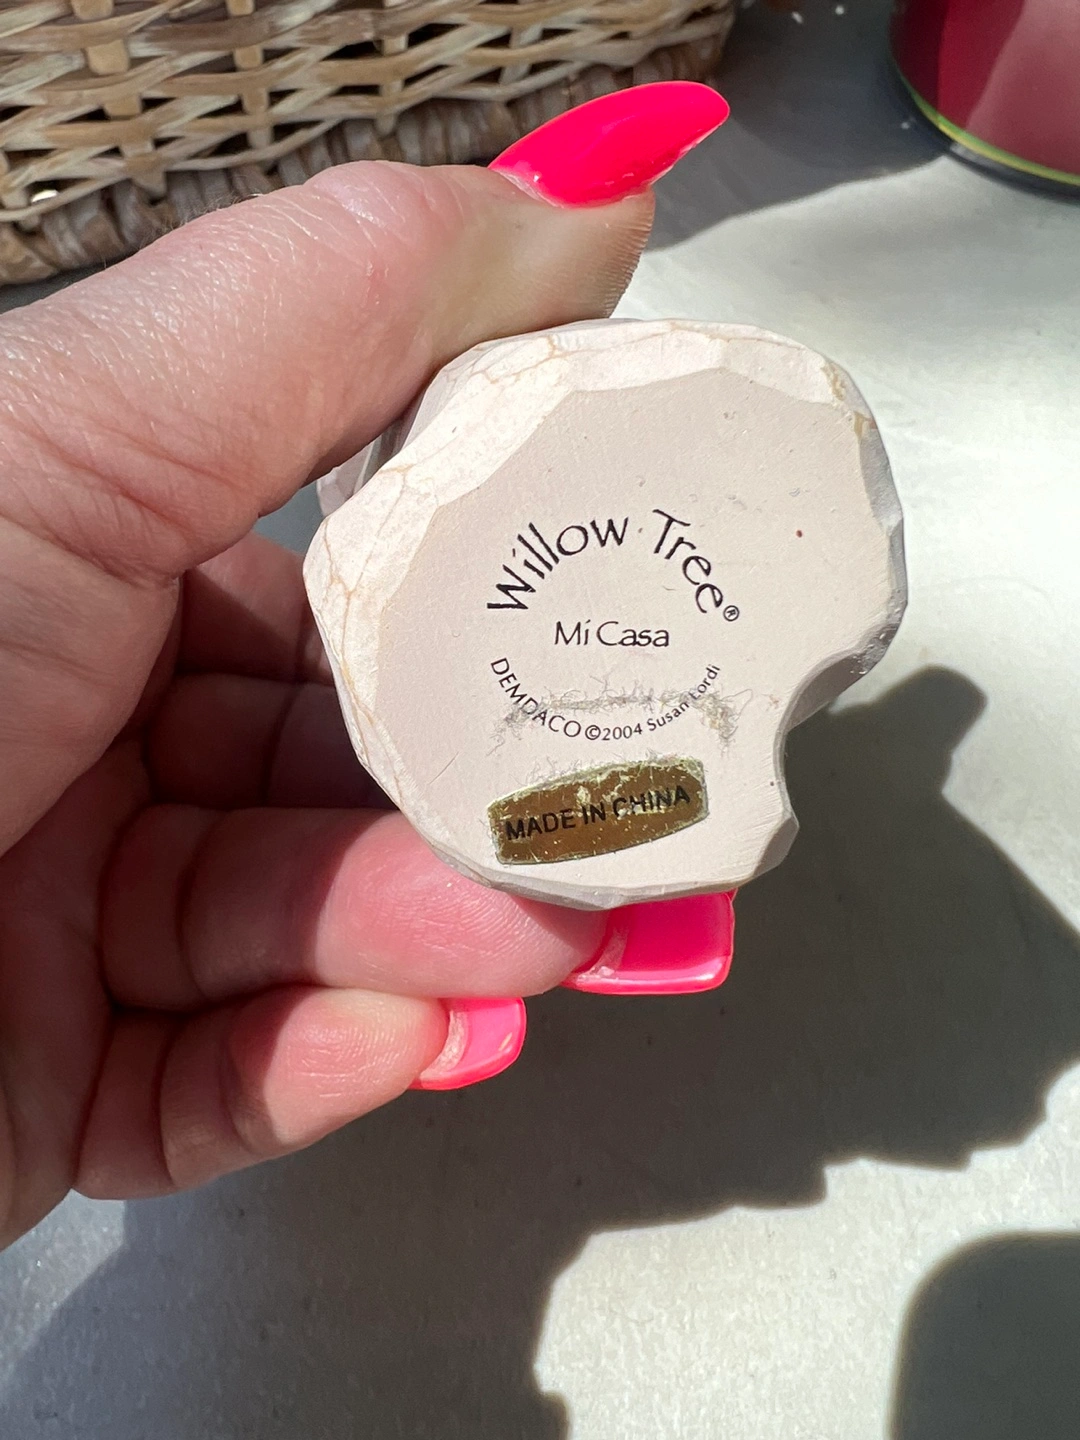 Willow Tree®
Mi Casa
DEMDACO ©2004 Susan Lordi
MADE IN CHINA